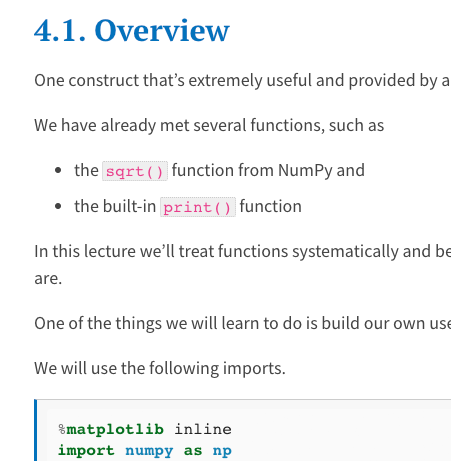 4.1. Overview
One construct that’s extremely useful and provided by a
We have already met several functions, such as
• the sqrt() function from NumPy and
• the built-in print() function
In this lecture we’ll treat functions systematically and be
are.
One of the things we will learn to do is build our own use
We will use the following imports.
%matplotlib inline
import numpy as np